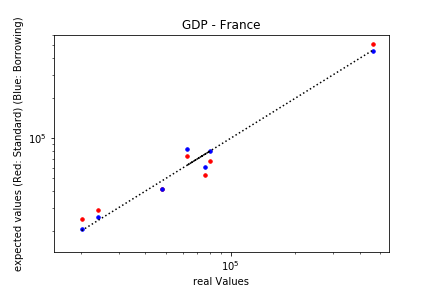 GDP - France
expected values (Red: Standard) (Blue: Borrowing)
10⁵
10⁵
real Values